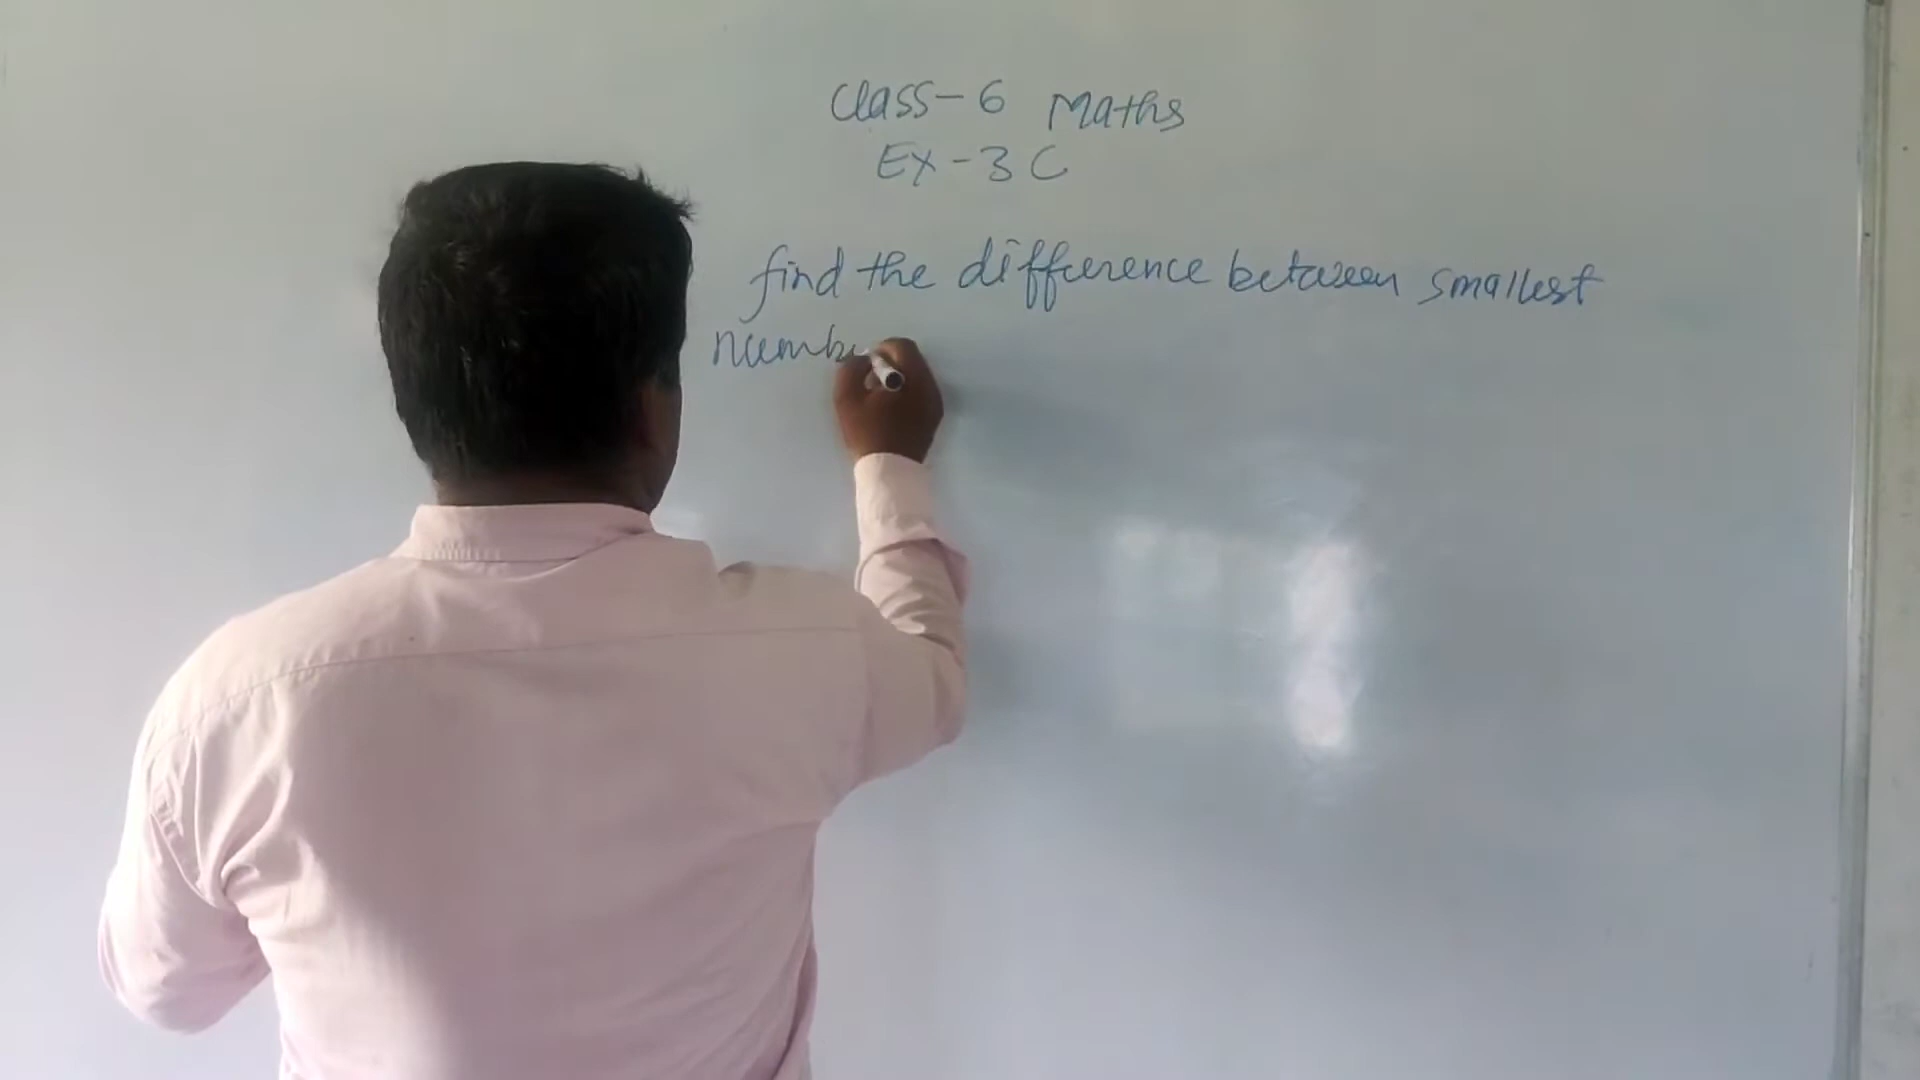 Class-6 Maths
Ex-3C
find the difference between smallest